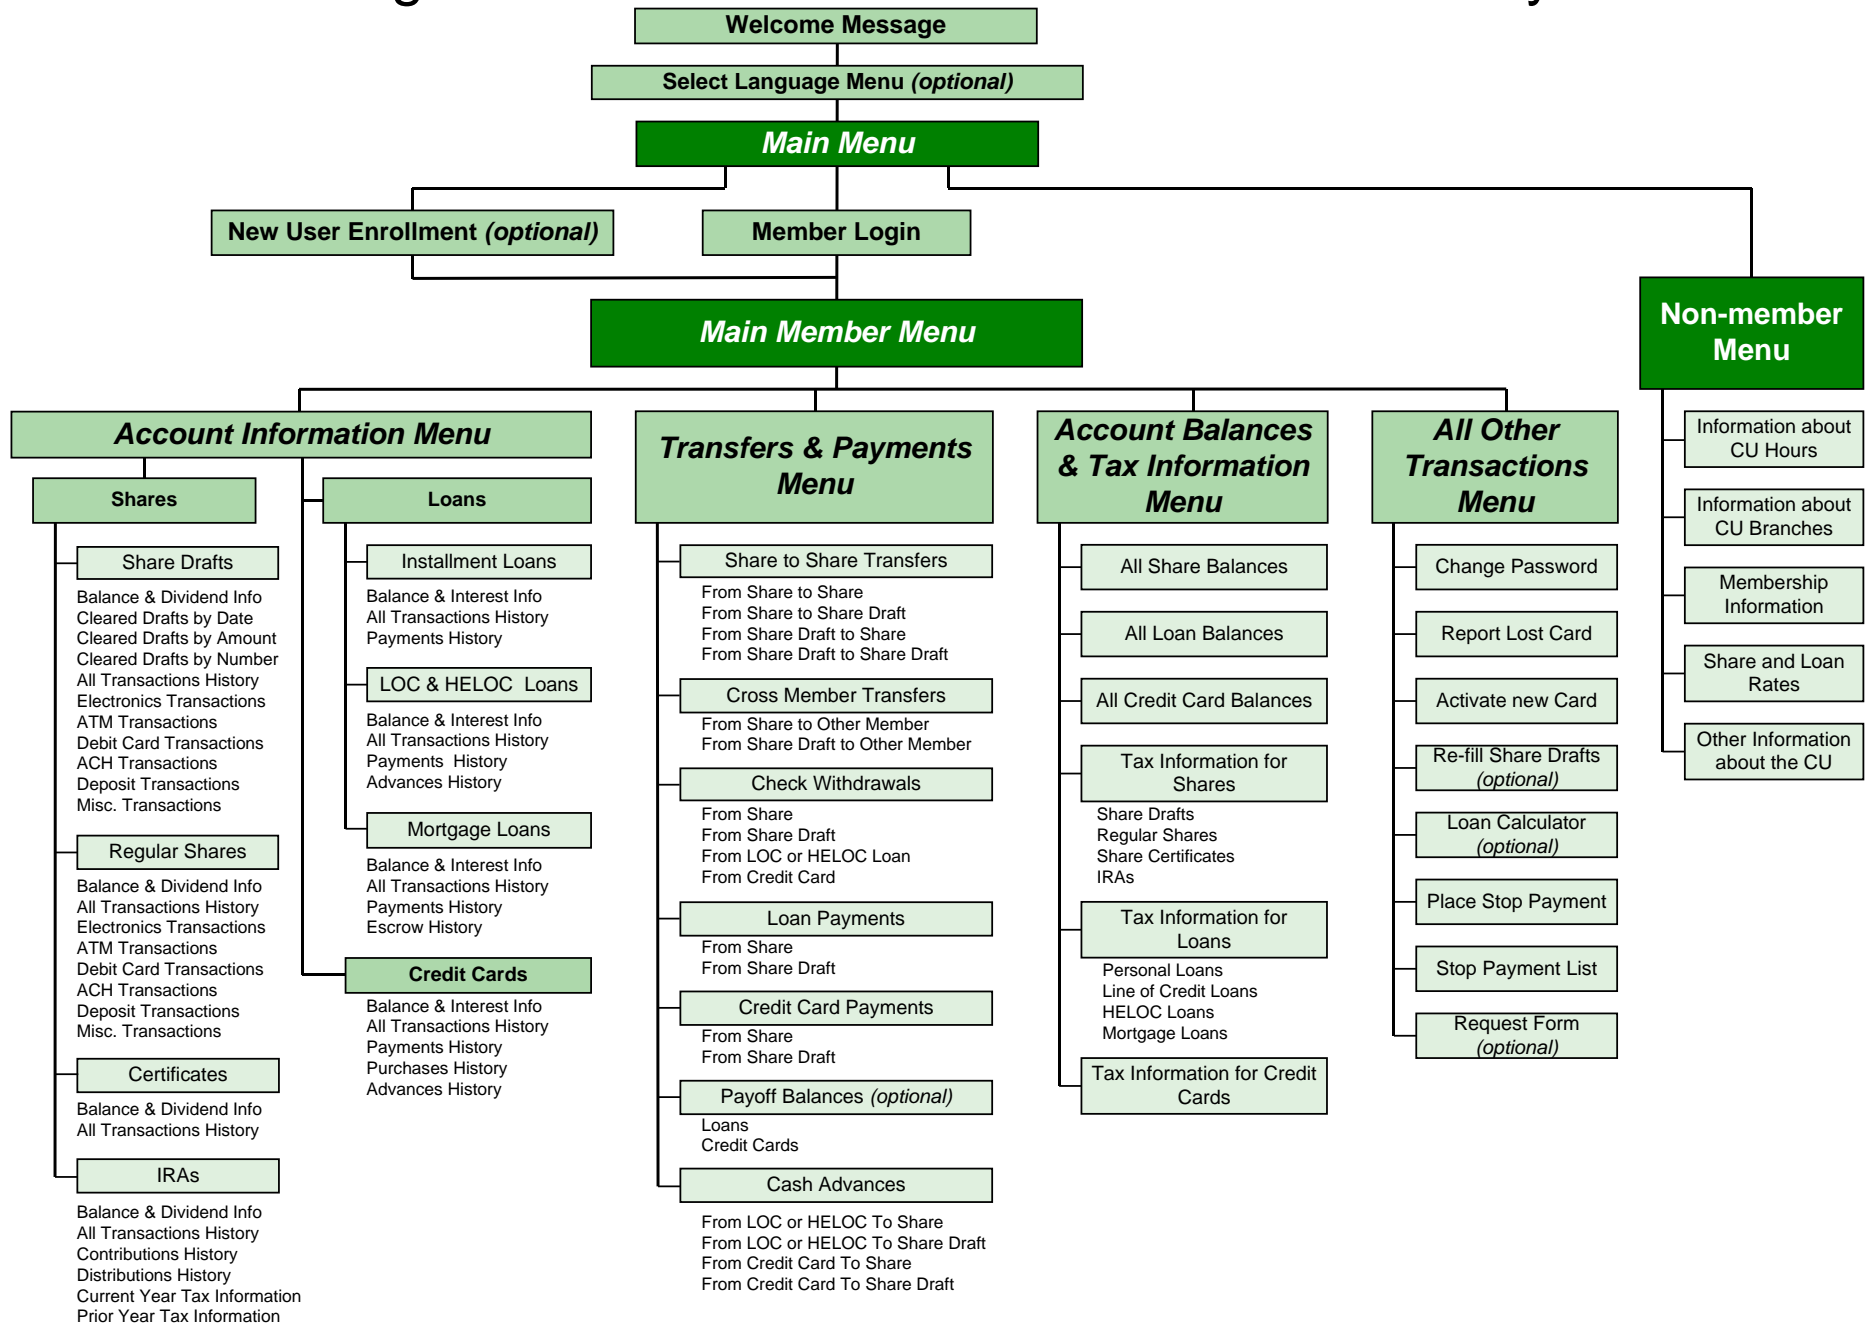 Welcome Message
Select Language Menu (optional)
Main Menu
New User Enrollment (optional)
Member Login
Main Member Menu
Non-member
Menu
Account Information Menu
Shares
Share Drafts
Balance & Dividend Info
Cleared Drafts by Date
Cleared Drafts by Amount
Cleared Drafts by Number
All Transactions History
Electronics Transactions
ATM Transactions
Debit Card Transactions
ACH Transactions
Deposit Transactions
Misc. Transactions
Regular Shares
Balance & Dividend Info
All Transactions History
Electronics Transactions
ATM Transactions
Debit Card Transactions
ACH Transactions
Deposit Transactions
Misc. Transactions
Certificates
Balance & Dividend Info
All Transactions History
IRAs
Balance & Dividend Info
All Transactions History
Contributions History
Distributions History
Current Year Tax Information
Prior Year Tax Information
Loans
Installment Loans
Balance & Interest Info
All Transactions History
Payments History
LOC & HELOC Loans
Balance & Interest Info
All Transactions History
Payments History
Advances History
Mortgage Loans
Balance & Interest Info
All Transactions History
Payments History
Escrow History
Credit Cards
Balance & Interest Info
All Transactions History
Payments History
Purchases History
Advances History
Transfers & Payments
Menu
Share to Share Transfers
From Share to Share
From Share to Share Draft
From Share Draft to Share
From Share Draft to Share Draft
Cross Member Transfers
From Share to Other Member
From Share Draft to Other Member
Check Withdrawals
From Share
From Share Draft
From LOC or HELOC Loan
From Credit Card
Loan Payments
From Share
From Share Draft
Credit Card Payments
From Share
From Share Draft
Payoff Balances (optional)
Loans
Credit Cards
Cash Advances
From LOC or HELOC To Share
From LOC or HELOC To Share Draft
From Credit Card To Share
From Credit Card To Share Draft
Account Balances
& Tax Information
Menu
All Share Balances
All Loan Balances
All Credit Card Balances
Tax Information for
Shares
Share Drafts
Regular Shares
Share Certificates
IRAs
Tax Information for
Loans
Personal Loans
Line of Credit Loans
HELOC Loans
Mortgage Loans
Tax Information for Credit
Cards
All Other
Transactions
Menu
Change Password
Report Lost Card
Activate new Card
Re-fill Share Drafts
(optional)
Loan Calculator
(optional)
Place Stop Payment
Stop Payment List
Request Form
(optional)
Information about
CU Hours
Information about
CU Branches
Membership
Information
Share and Loan
Rates
Other Information
about the CU